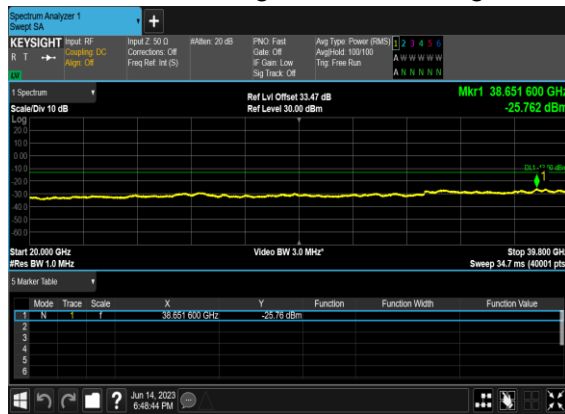 Spectrum Analyzer 1
Swept SA
+
KEYSIGHT Input: RF Input Z: 50 Ω #Atten: 20 dB PNO: Fast Avg Type: Power (RMS) 1 2 3 4 5 6
R T Coupling: DC Corrections: Off Gate: Off Avg|Hold: 100/100 A W W W W W
Align: Off Freq Ref: Int (S) IF Gain: Low Trig: Free Run
LW Sig Track: Off A N N N N N
1 Spectrum Ref Lvl Offset 33.47 dB Mkr1 38.651 600 GHz
Scale/Div 10 dB Ref Level 30.00 dBm -25.762 dBm
Log
20.0
10.0
0.00
-10.0
DL1 -13.00 dBm
1
-20.0
-30.0
-40.0
-50.0
-60.0
Start 20.000 GHz Video BW 3.0 MHz* Stop 39.800 GHz
#Res BW 1.0 MHz Sweep 34.7 ms (40001 pts)
5 Marker Table
Mode Trace Scale X Y Function Function Width Function Value
1 N 1 f 38.651 600 GHz -25.76 dBm
2
3
4
5
6
? Jun 14, 2023
6:48:44 PM